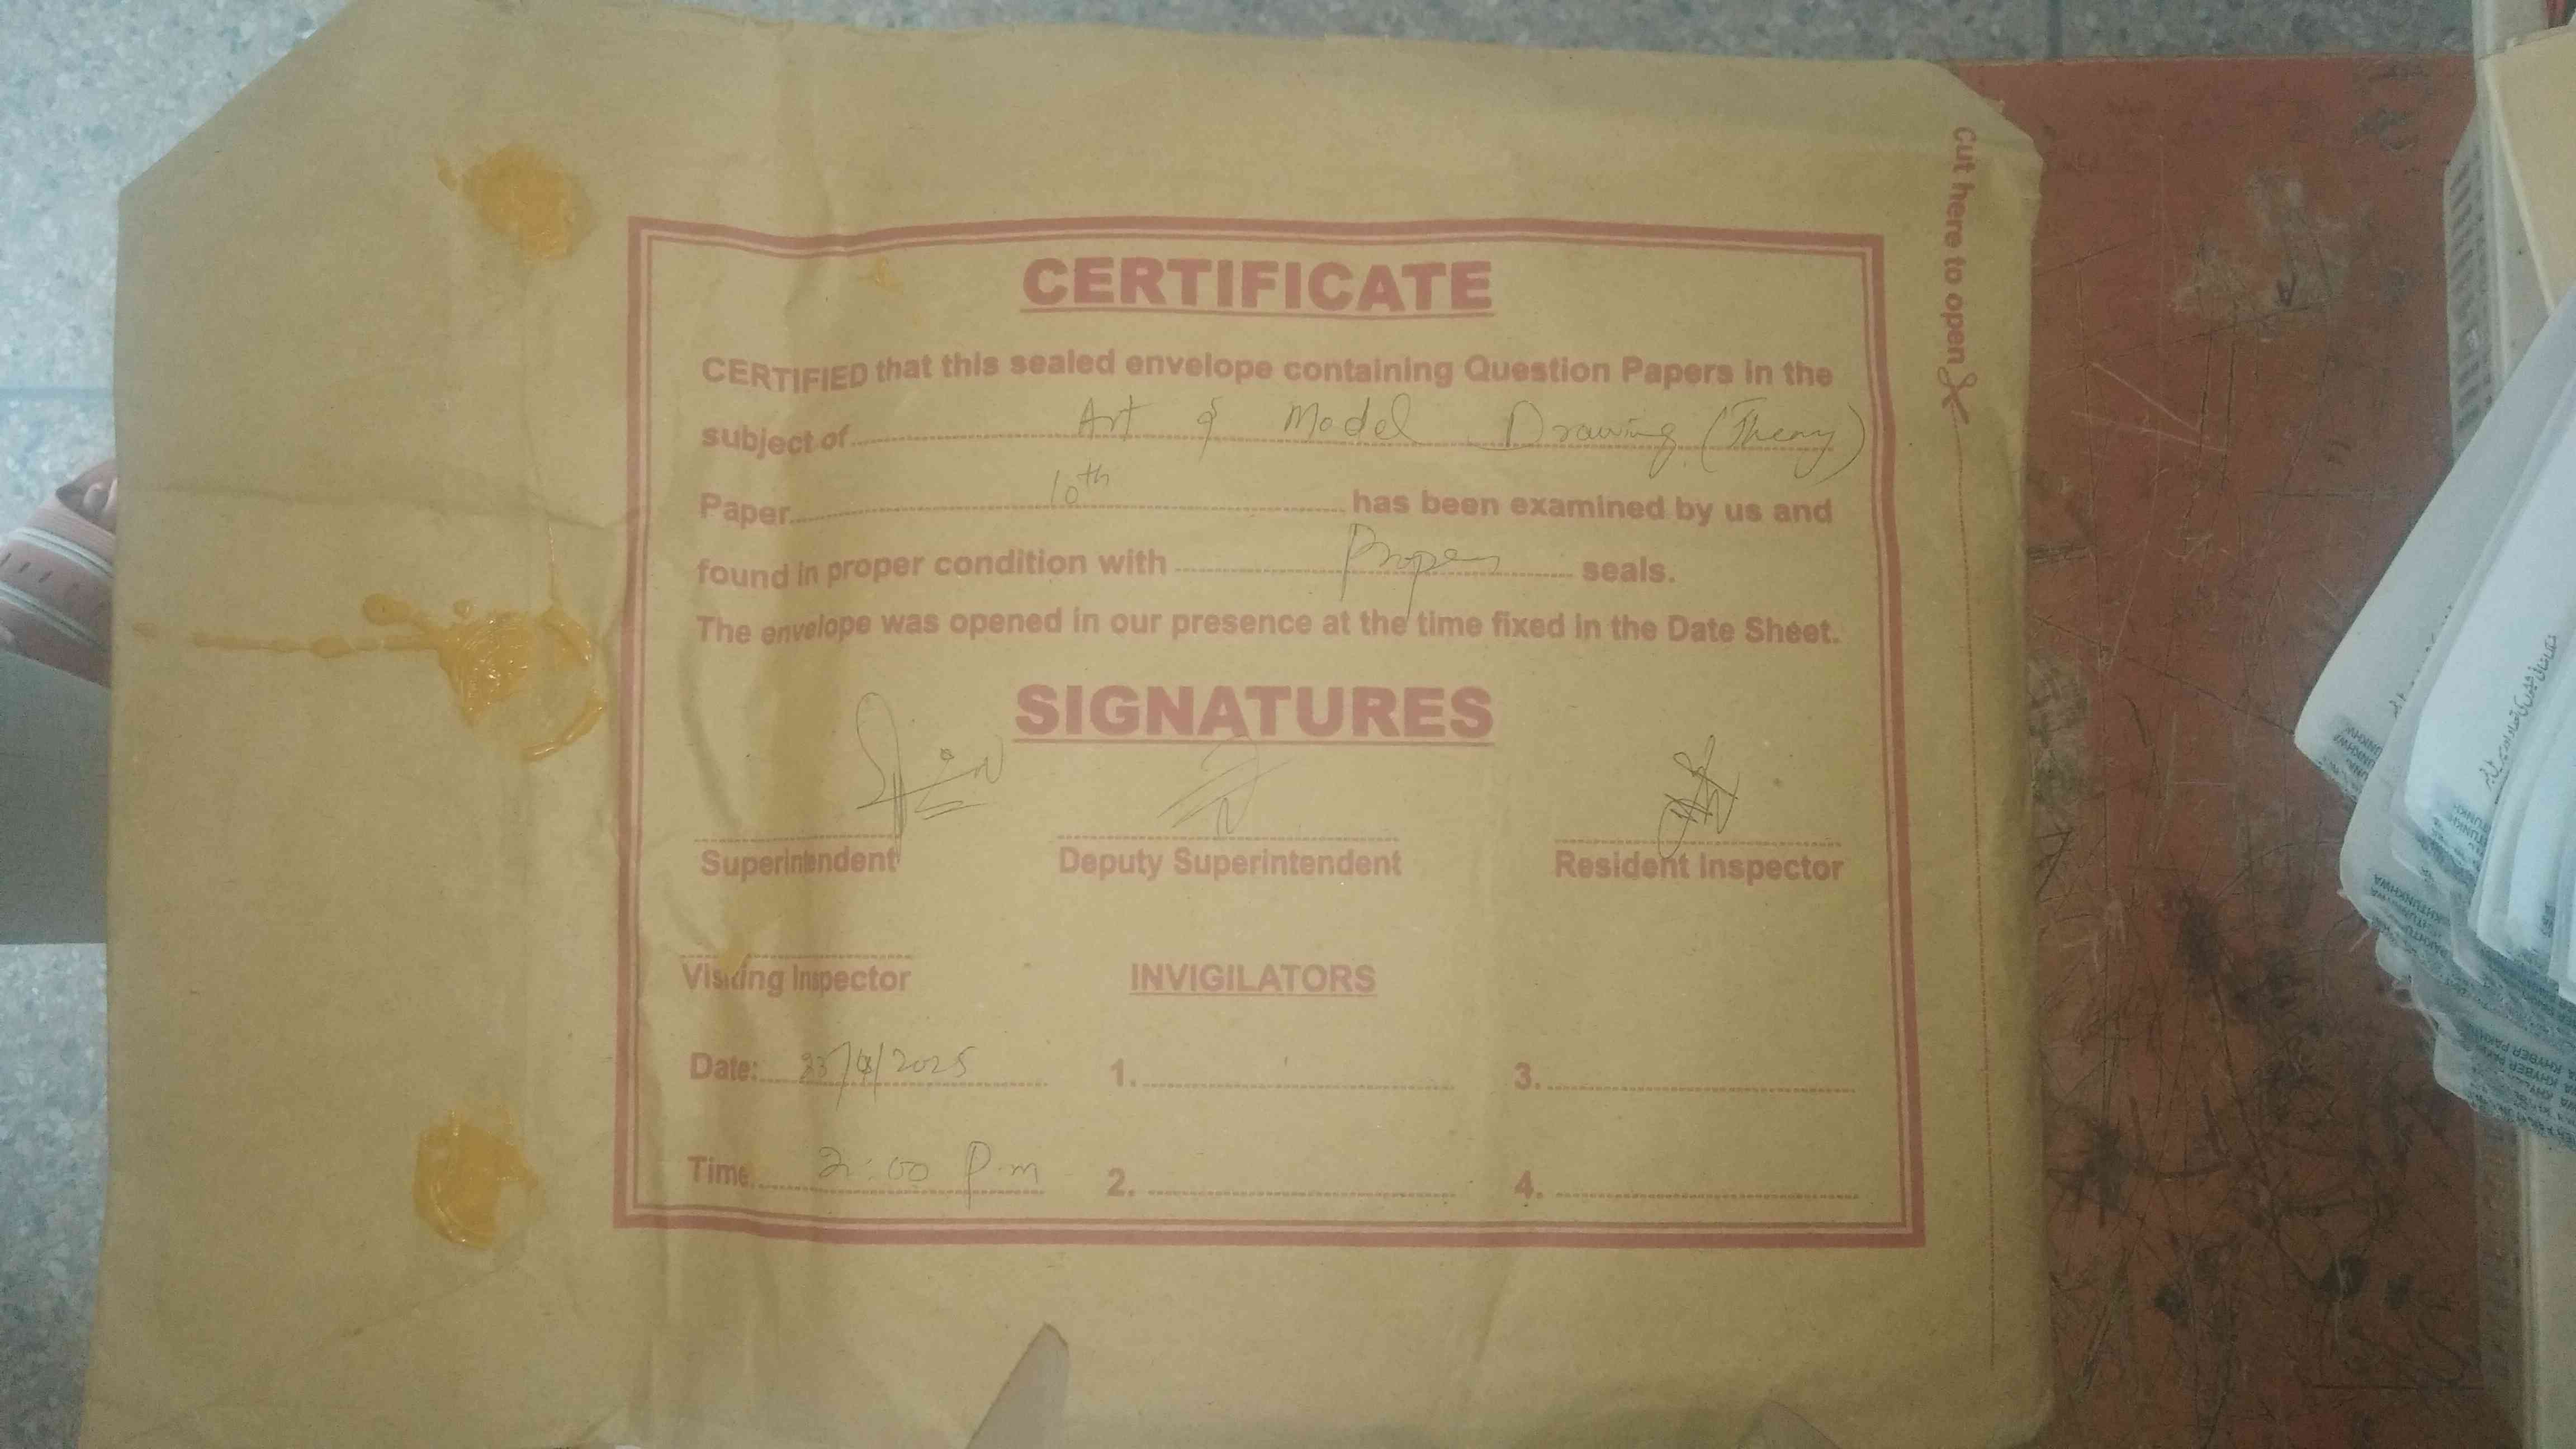 CERTIFICATE
CERTIFIED that this sealed envelope containing Question Papers in the
subject of Art & Model Drawing (Theory)
Paper 10th has been examined by us and
found in proper condition with Proper seals.
The envelope was opened in our presence at the time fixed in the Date Sheet.
SIGNATURES
Superintendent Deputy Superintendent Resident Inspector
Visiting Inspector INVIGILATORS
Date: 23/4/2025 1. 3.
Time 2:00 Pm 2. 4.
Cut here to open